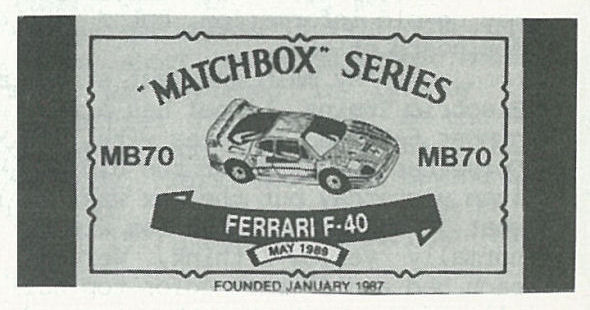 "MATCHBOX" SERIES
MB70 MB70
FERRARI F-40
MAY 1989
FOUNDED JANUARY 1987